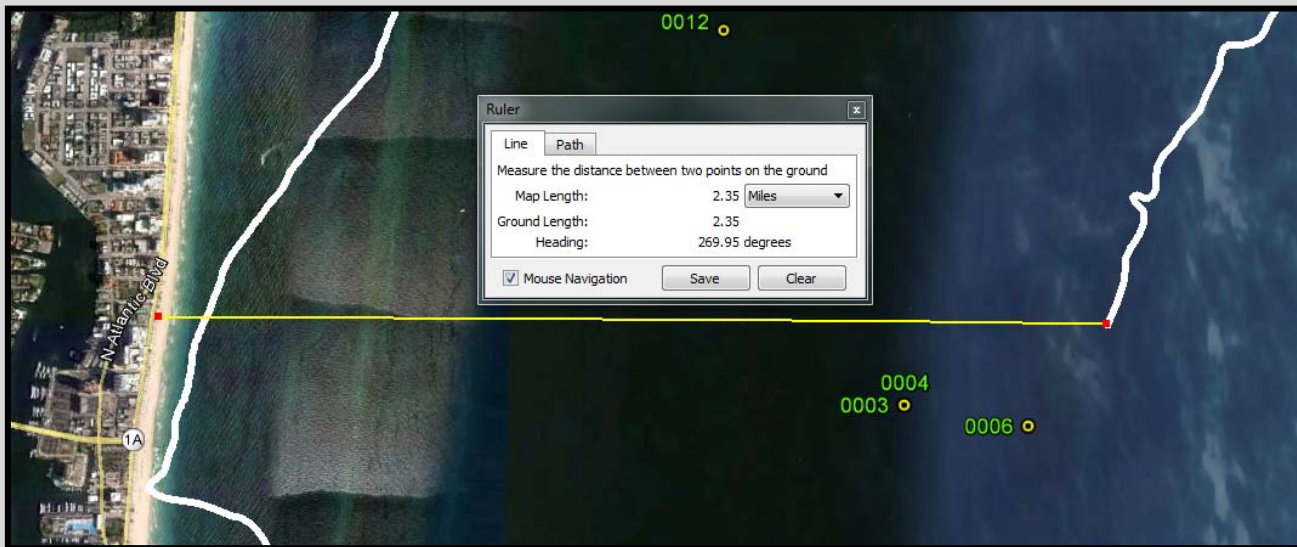 0012
Ruler
x
Line Path
Measure the distance between two points on the ground
Map Length: 2.35 Miles
Ground Length: 2.35
Heading: 269.95 degrees
Mouse Navigation Save Clear
N Atlantic Blvd
0004
0003
0006
1A